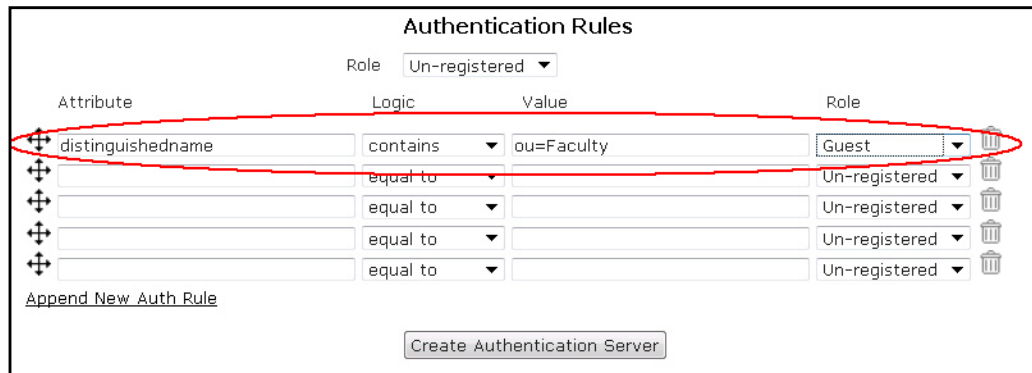 Authentication Rules
Role Un-registered
Attribute Logic Value Role
distinguishedname contains ou=Faculty Guest
equal to Un-registered
equal to Un-registered
equal to Un-registered
equal to Un-registered
Append New Auth Rule
Create Authentication Server